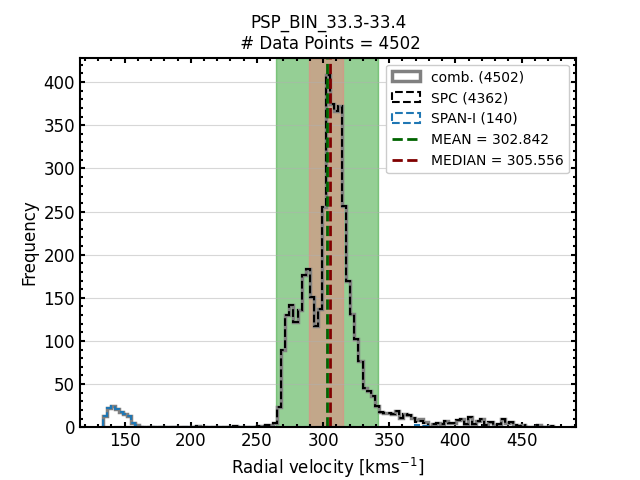 PSP_BIN_33.3-33.4
# Data Points = 4502
comb. (4502)
SPC (4362)
SPAN-I (140)
MEAN = 302.842
MEDIAN = 305.556
Frequency
400
350
300
250
200
150
100
50
0
150 200 250 300 350 400 450
Radial velocity [kms⁻¹]